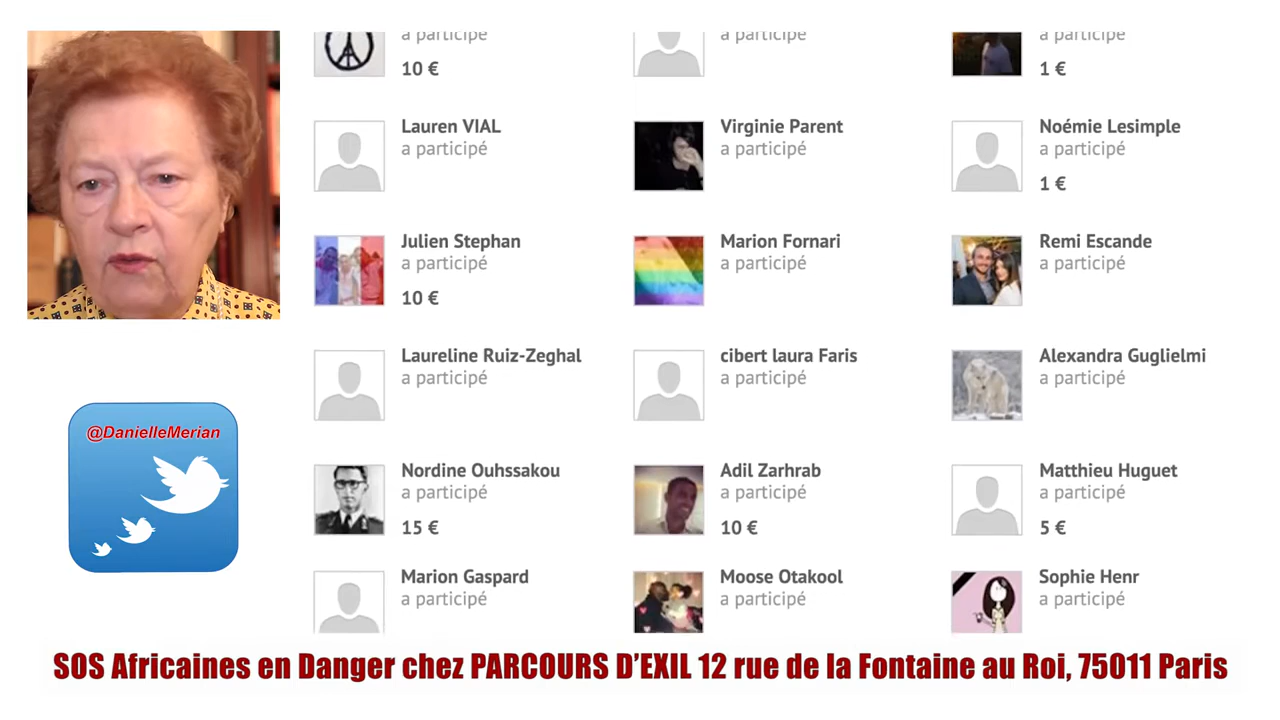 a participé
10 €
a participé
a participé
1 €
Lauren VIAL
a participé
Virginie Parent
a participé
Noémie Lesimple
a participé
1 €
Julien Stephan
a participé
10 €
Marion Fornari
a participé
Remi Escande
a participé
Laureline Ruiz-Zeghal
a participé
cibert laura Faris
a participé
Alexandra Guglielmi
a participé
Nordine Ouhssakou
a participé
15 €
Adil Zarhrab
a participé
10 €
Matthieu Huguet
a participé
5 €
Marion Gaspard
a participé
Moose Otakool
a participé
Sophie Henr
a participé
@DanielleMerian
SOS Africaines en Danger chez PARCOURS D'EXIL 12 rue de la Fontaine au Roi, 75011 Paris